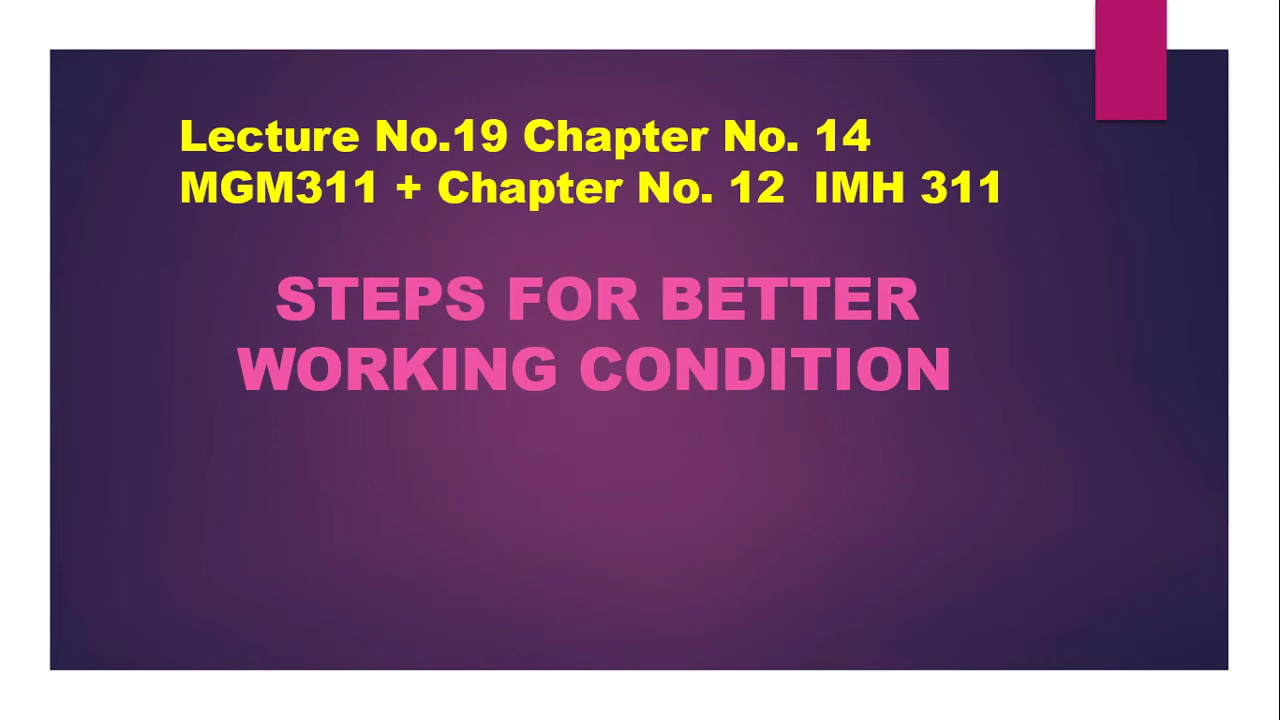 Lecture No.19 Chapter No. 14
MGM311 + Chapter No. 12 IMH 311
STEPS FOR BETTER
WORKING CONDITION